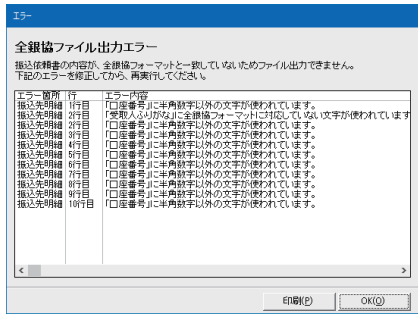 エラー
全銀協ファイル出力エラー
振込依頼書の内容が、全銀協フォーマットと一致していないためファイル出力できません。
下記のエラーを修正してから、再実行してください。
エラー箇所 行 エラー内容
振込先明細 1行目 「口座番号」に半角数字以外の文字が使われています。
振込先明細 2行目 「受取人ふりがな」に全銀協フォーマットに対応していない文字が使われています
振込先明細 2行目 「口座番号」に半角数字以外の文字が使われています。
振込先明細 3行目 「口座番号」に半角数字以外の文字が使われています。
振込先明細 4行目 「口座番号」に半角数字以外の文字が使われています。
振込先明細 5行目 「口座番号」に半角数字以外の文字が使われています。
振込先明細 6行目 「口座番号」に半角数字以外の文字が使われています。
振込先明細 7行目 「口座番号」に半角数字以外の文字が使われています。
振込先明細 8行目 「口座番号」に半角数字以外の文字が使われています。
振込先明細 9行目 「口座番号」に半角数字以外の文字が使われています。
振込先明細 10行目 「口座番号」に半角数字以外の文字が使われています。
印刷(P) OK(O)